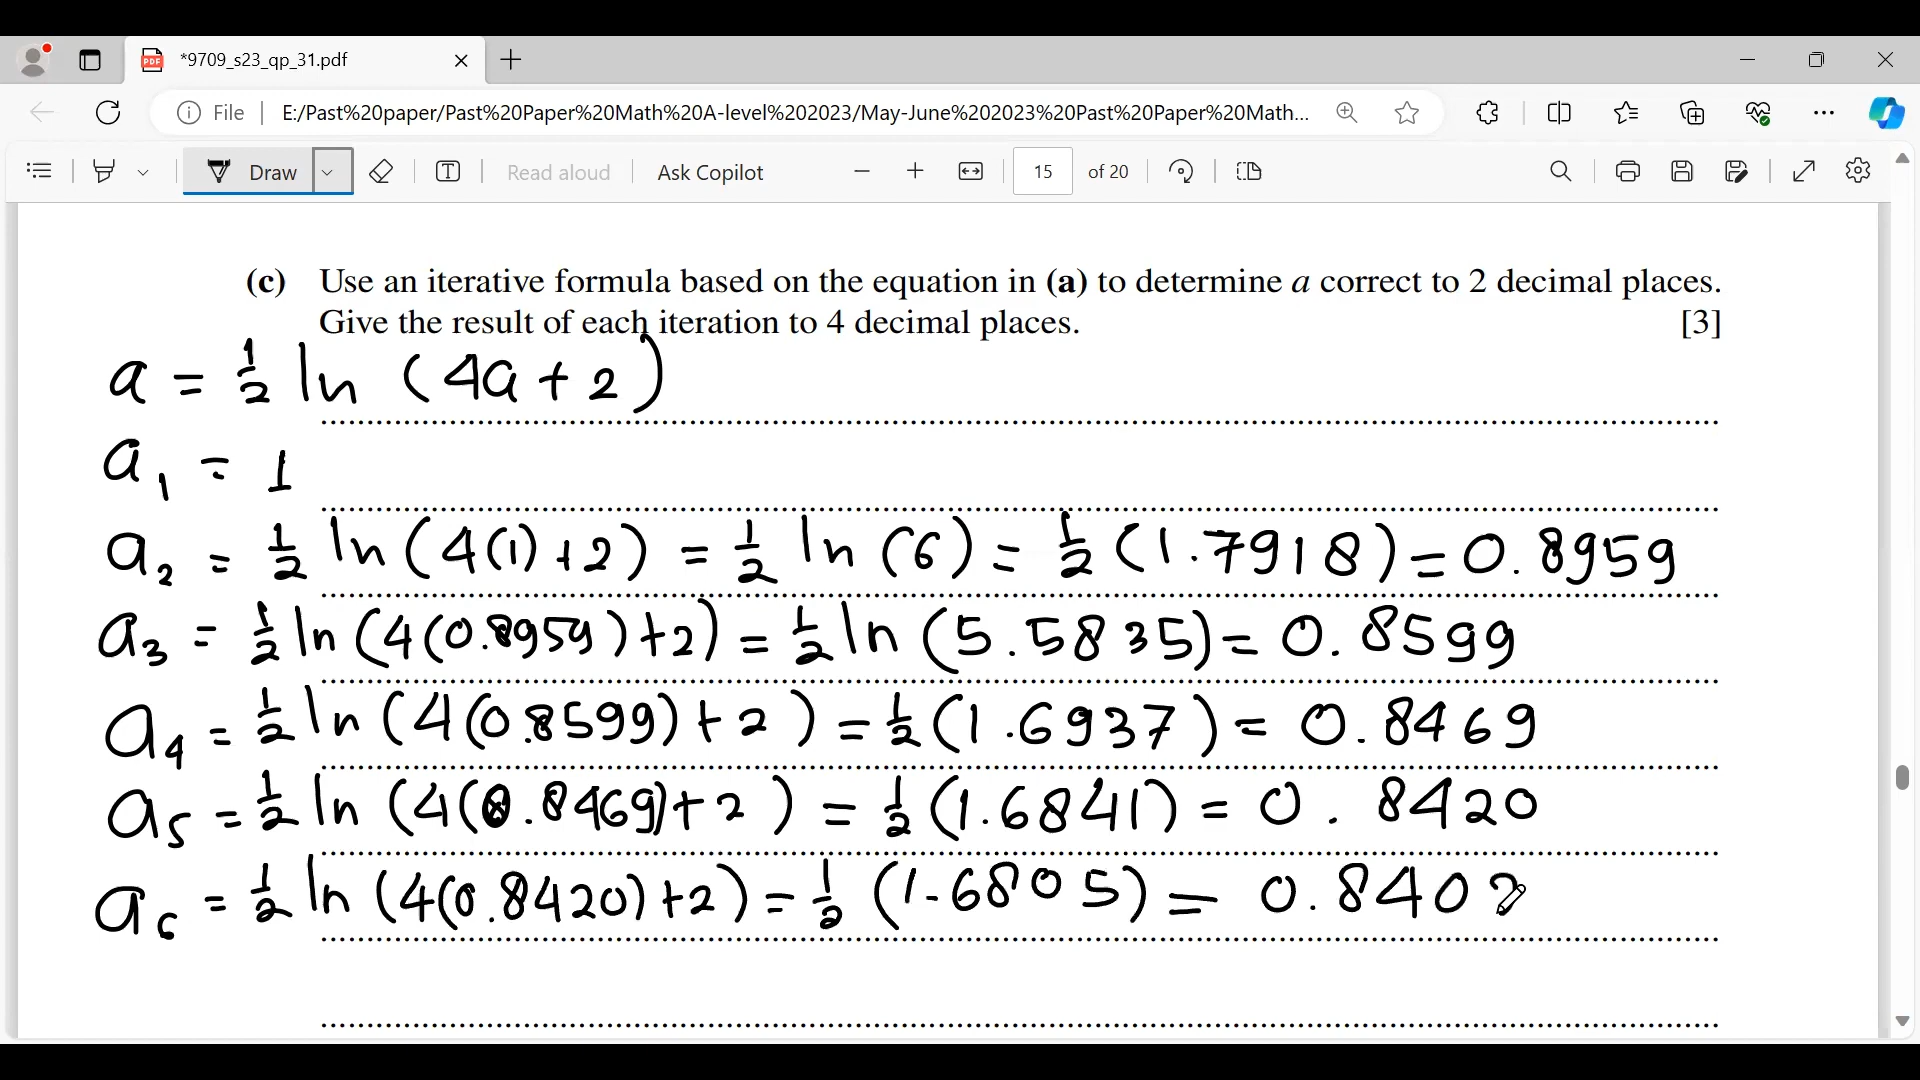 *9709_s23_qp_31.pdf
File
E:/Past%20paper/Past%20Paper%20Math%20A-level%202023/May-June%202023%20Past%20Paper%20Math...
Draw
Read aloud
Ask Copilot
15 of 20
(c) Use an iterative formula based on the equation in (a) to determine a correct to 2 decimal places.
Give the result of each iteration to 4 decimal places. [3]
a = 1/2 ln (4a + 2)
a₁ = 1
a₂ = 1/2 ln (4(1) + 2) = 1/2 ln (6) = 1/2 (1.7918) = 0.8959
a₃ = 1/2 ln (4(0.8959) + 2) = 1/2 ln (5.5835) = 0.8599
a₄ = 1/2 ln (4(0.8599) + 2) = 1/2 (1.6937) = 0.8469
a₅ = 1/2 ln (4(0.8469) + 2) = 1/2 (1.6841) = 0.8420
a₆ = 1/2 ln (4(0.8420) + 2) = 1/2 (1.6805) = 0.8402